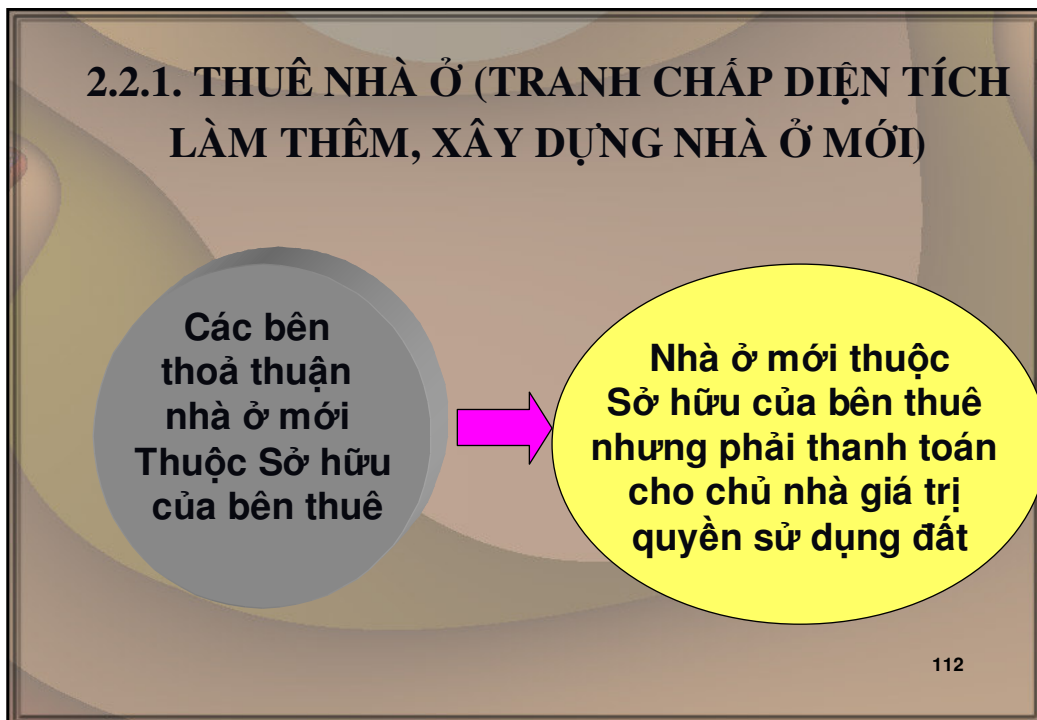 2.2.1. THUÊ NHÀ Ở (TRANH CHẤP DIỆN TÍCH
LÀM THÊM, XÂY DỰNG NHÀ Ở MỚI)
Các bên
thoả thuận
nhà ở mới
Thuộc Sở hữu
của bên thuê
Nhà ở mới thuộc
Sở hữu của bên thuê
nhưng phải thanh toán
cho chủ nhà giá trị
quyền sử dụng đất
112